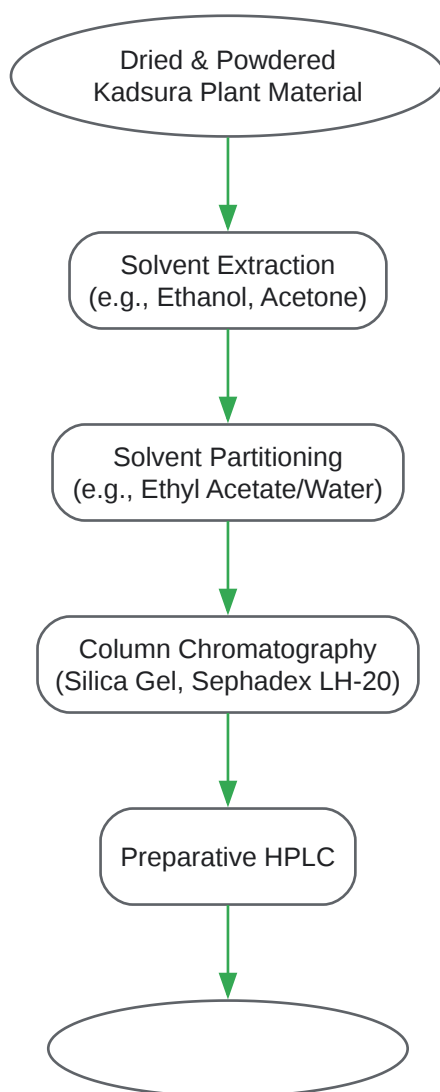 Dried & Powdered
Kadsura Plant Material
Solvent Extraction
(e.g., Ethanol, Acetone)
Solvent Partitioning
(e.g., Ethyl Acetate/Water)
Column Chromatography
(Silica Gel, Sephadex LH-20)
Preparative HPLC